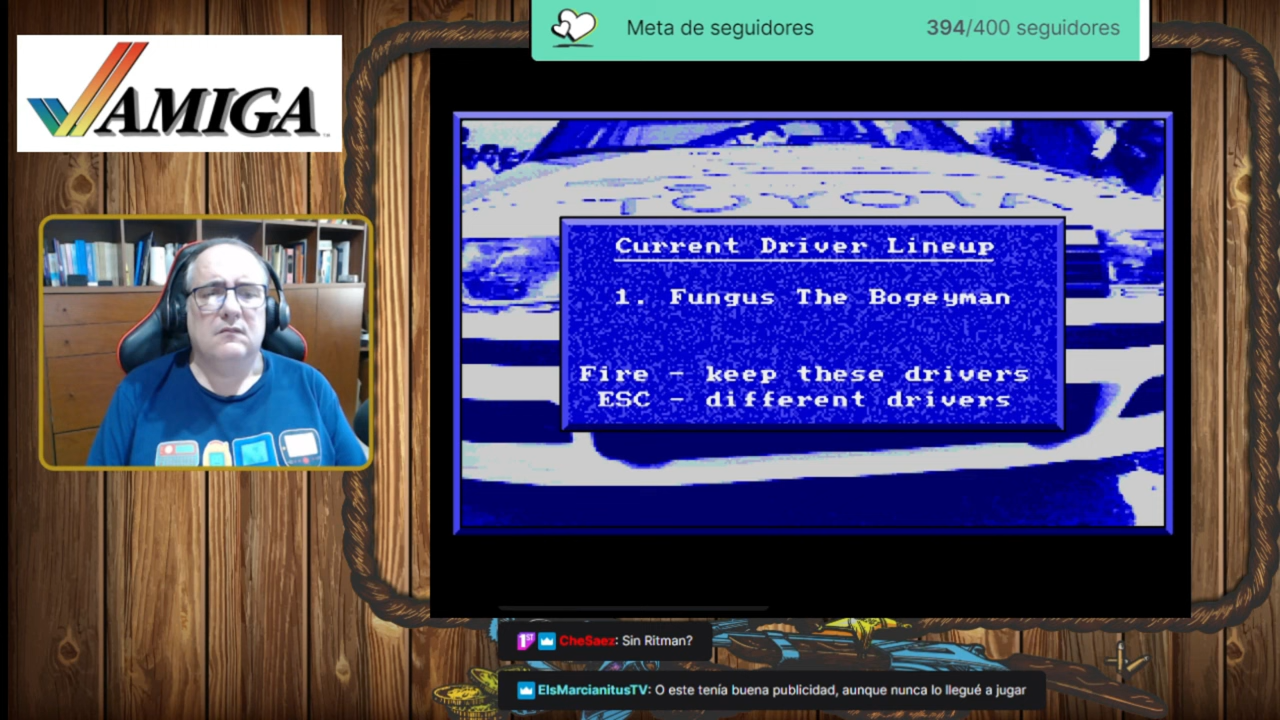 Meta de seguidores
394/400 seguidores
AMIGA
TOYOTA
Current Driver Lineup
1. Fungus The Bogeyman
Fire - keep these drivers
ESC - different drivers
1ST CheSaez: Sin Ritman?
ElsMarcianitusTV: O este tenía buena publicidad, aunque nunca lo llegué a jugar